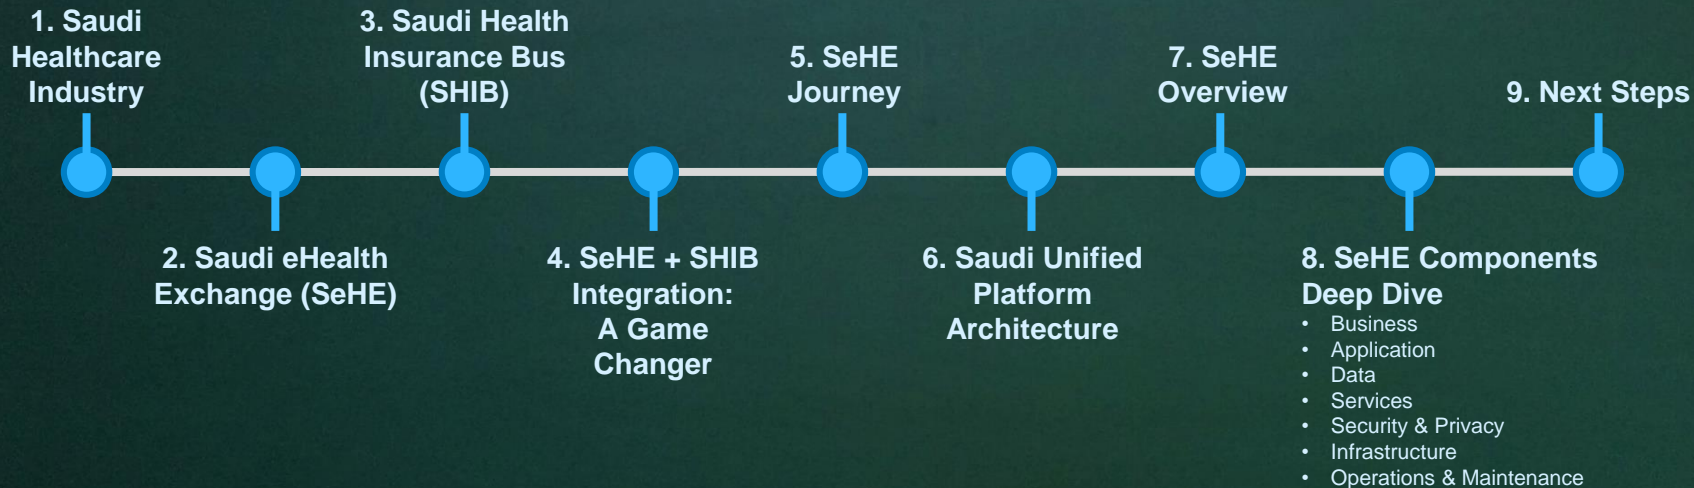 1. Saudi
Healthcare
Industry
2. Saudi eHealth
Exchange (SeHE)
3. Saudi Health
Insurance Bus
(SHIB)
4. SeHE + SHIB
Integration:
A Game
Changer
5. SeHE
Journey
6. Saudi Unified
Platform
Architecture
7. SeHE
Overview
8. SeHE Components
Deep Dive
• Business
• Application
• Data
• Services
• Security & Privacy
• Infrastructure
• Operations & Maintenance
9. Next Steps